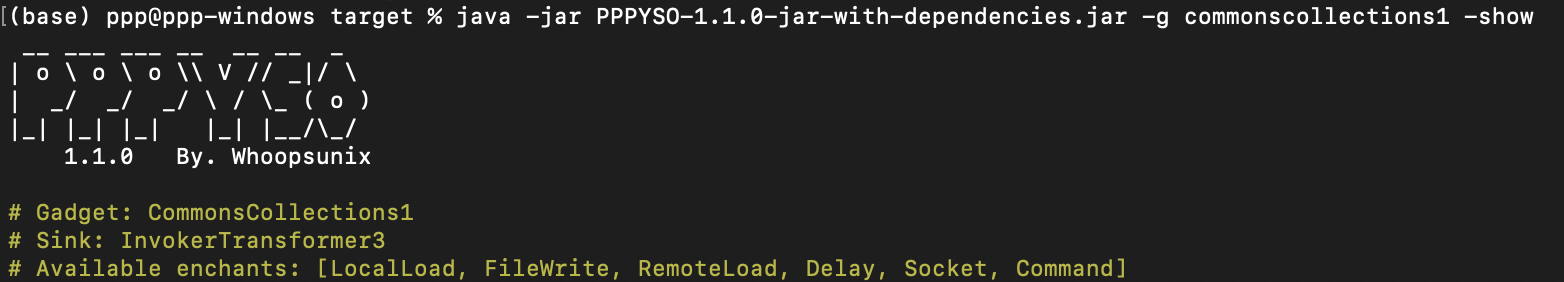 [(base) ppp@ppp-windows target % java -jar PPPYSO-1.1.0-jar-with-dependencies.jar -g commonscollections1 -show
 __ ___ ___ __  __ __  _
| o \ o \ o \\ V // _|/ \
|  _/  _/  _/ \ / \_ ( o )
|_| |_| |_|   |_| |__/\_/
    1.1.0   By. Whoopsunix
# Gadget: CommonsCollections1
# Sink: InvokerTransformer3
# Available enchants: [LocalLoad, FileWrite, RemoteLoad, Delay, Socket, Command]